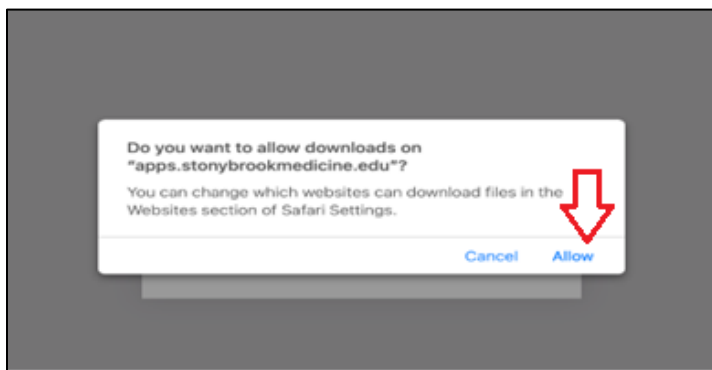 Do you want to allow downloads on
“apps.stonybrookmedicine.edu”?
You can change which websites can download files in the
Websites section of Safari Settings.
Cancel Allow